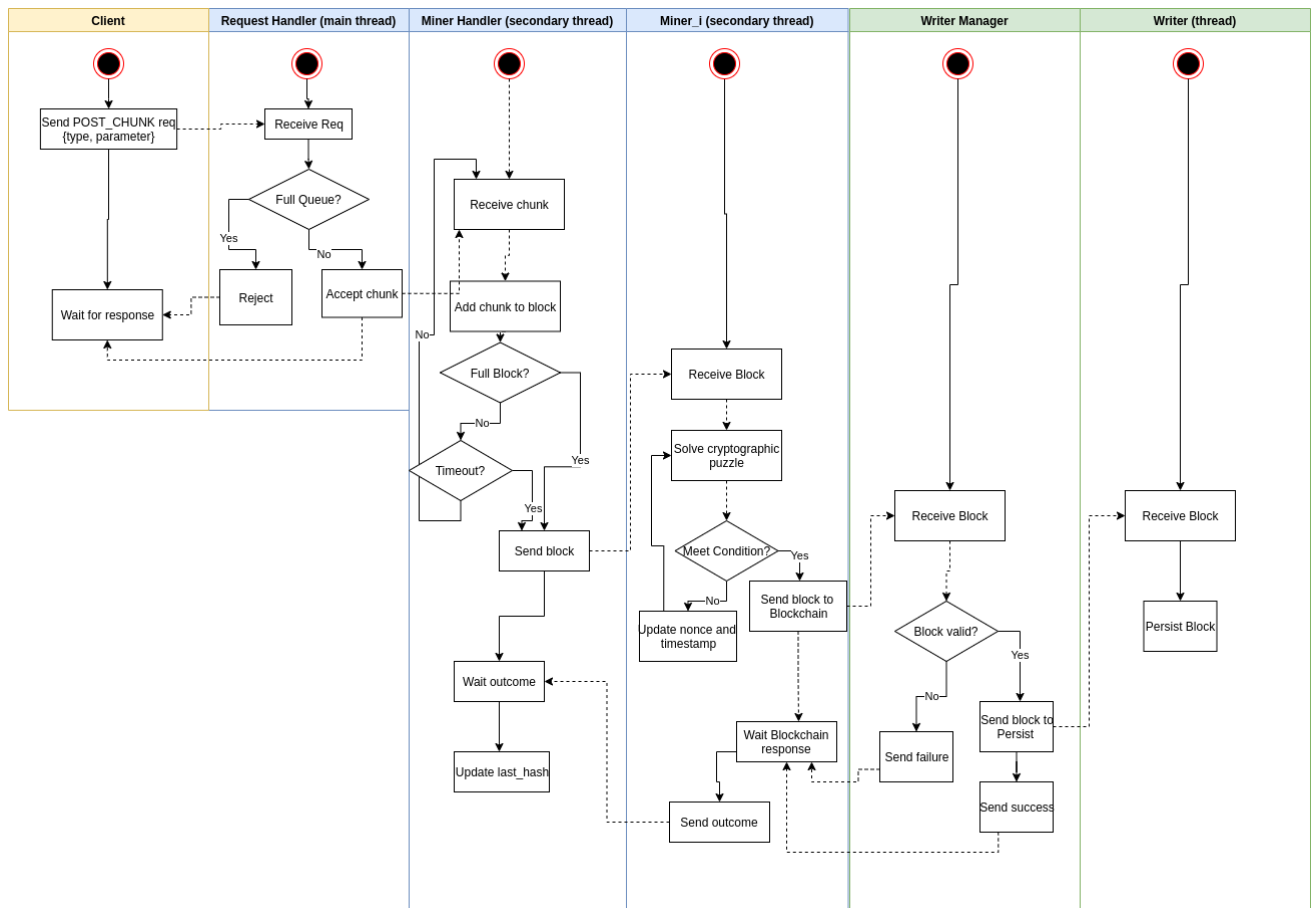 Client
Request Handler (main thread)
Miner Handler (secondary thread)
Miner_i (secondary thread)
Writer Manager
Writer (thread)
Send POST_CHUNK req
{type, parameter}
Wait for response
Receive Req
Full Queue?
Yes
No
Reject
Accept chunk
Receive chunk
Add chunk to block
No
Full Block?
No
Yes
Timeout?
Yes
Send block
Wait outcome
Update last_hash
Receive Block
Solve cryptographic
puzzle
Meet Condition?
Yes
No
Send block to
Blockchain
Update nonce and
timestamp
Wait Blockchain
response
Send outcome
Receive Block
Block valid?
Yes
No
Send block to
Persist
Send failure
Send success
Receive Block
Persist Block